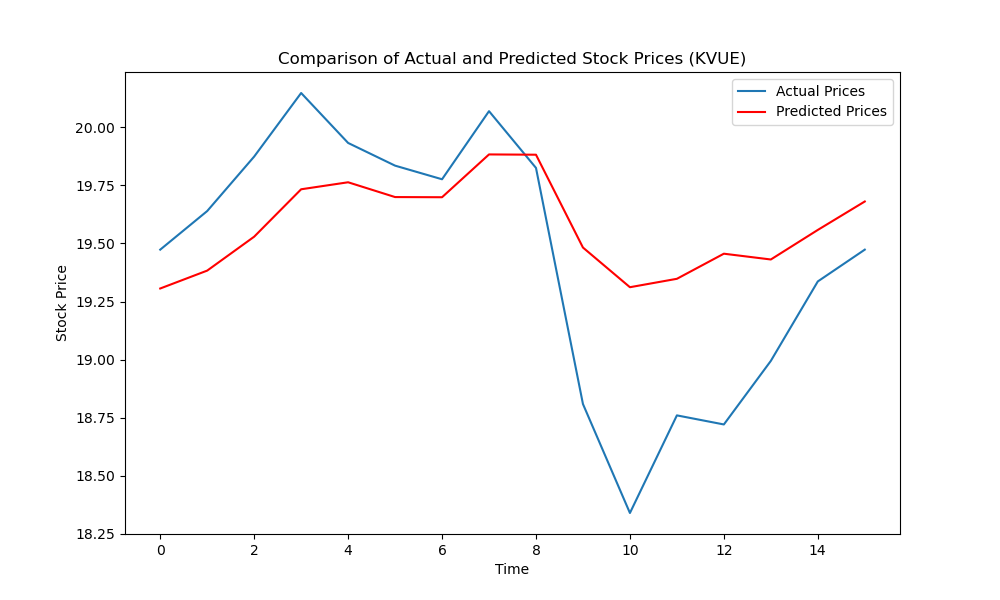 Comparison of Actual and Predicted Stock Prices (KVUE)
Actual Prices
Predicted Prices
20.00
19.75
19.50
19.25
19.00
18.75
18.50
18.25
Stock Price
0 2 4 6 8 10 12 14
Time